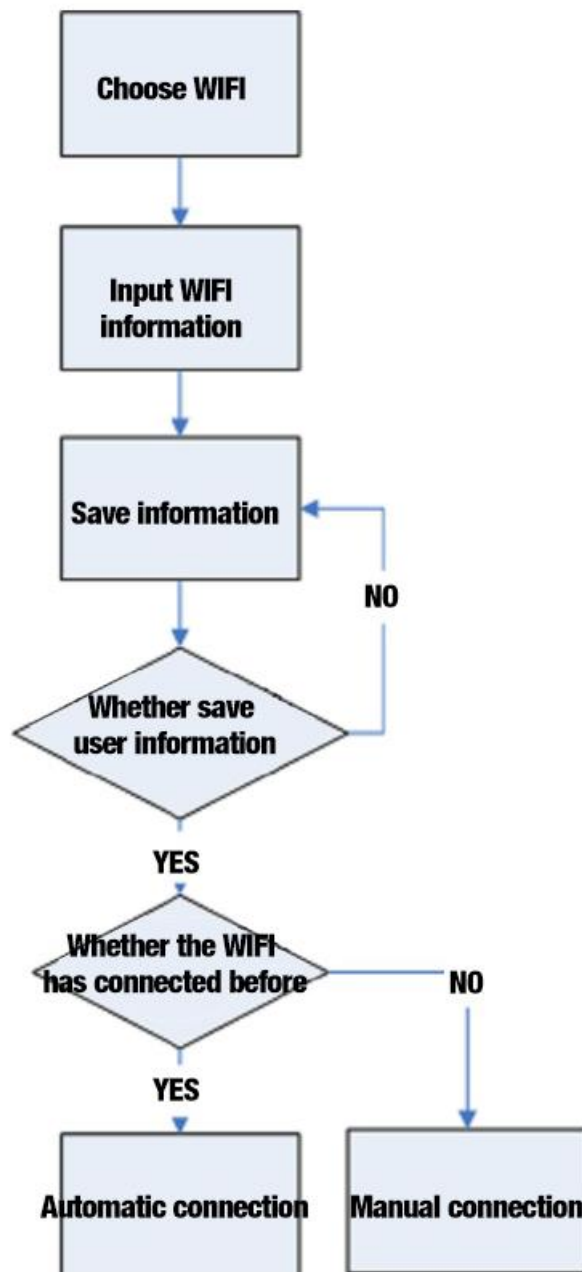 Choose WIFI
Input WIFI
information
Save information
NO
Whether save
user information
YES
Whether the WIFI
has connected before
NO
YES
Automatic connection
Manual connection